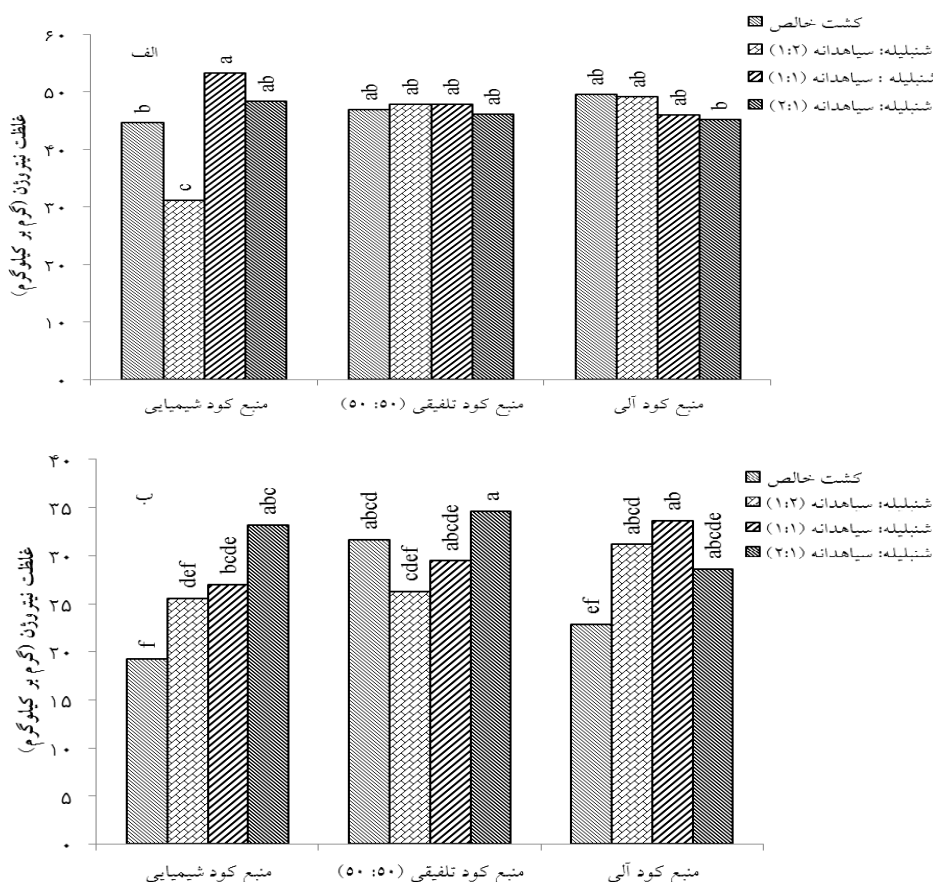 الف
غلظت نیتروژن (گرم بر کیلوگرم)
۶۰
۵۰
۴۰
۳۰
۲۰
۱۰
۰
b
c
a
ab
ab
ab
ab
ab
ab
ab
ab
b
منبع کود شیمیایی
منبع کود تلفیقی (۵۰: ۵۰)
منبع کود آلی
کشت خالص
شنبلیله: سیاهدانه (۱:۲)
شنبلیله : سیاهدانه (۱:۱)
شنبلیله: سیاهدانه (۲:۱)
غلظت نیتروژن (گرم بر کیلوگرم)
۴۰
۳۵
۳۰
۲۵
۲۰
۱۵
۱۰
۵
۰
f
def
bcde
abc
abcd
cdef
abcde
a
ef
abcd
ab
abcde
منبع کود شیمیایی
منبع کود تلفیقی (۵۰: ۵۰)
منبع کود آلی
کشت خالص
شنبلیله: سیاهدانه (۱:۲)
شنبلیله: سیاهدانه (۱:۱)
شنبلیله: سیاهدانه (۲:۱)